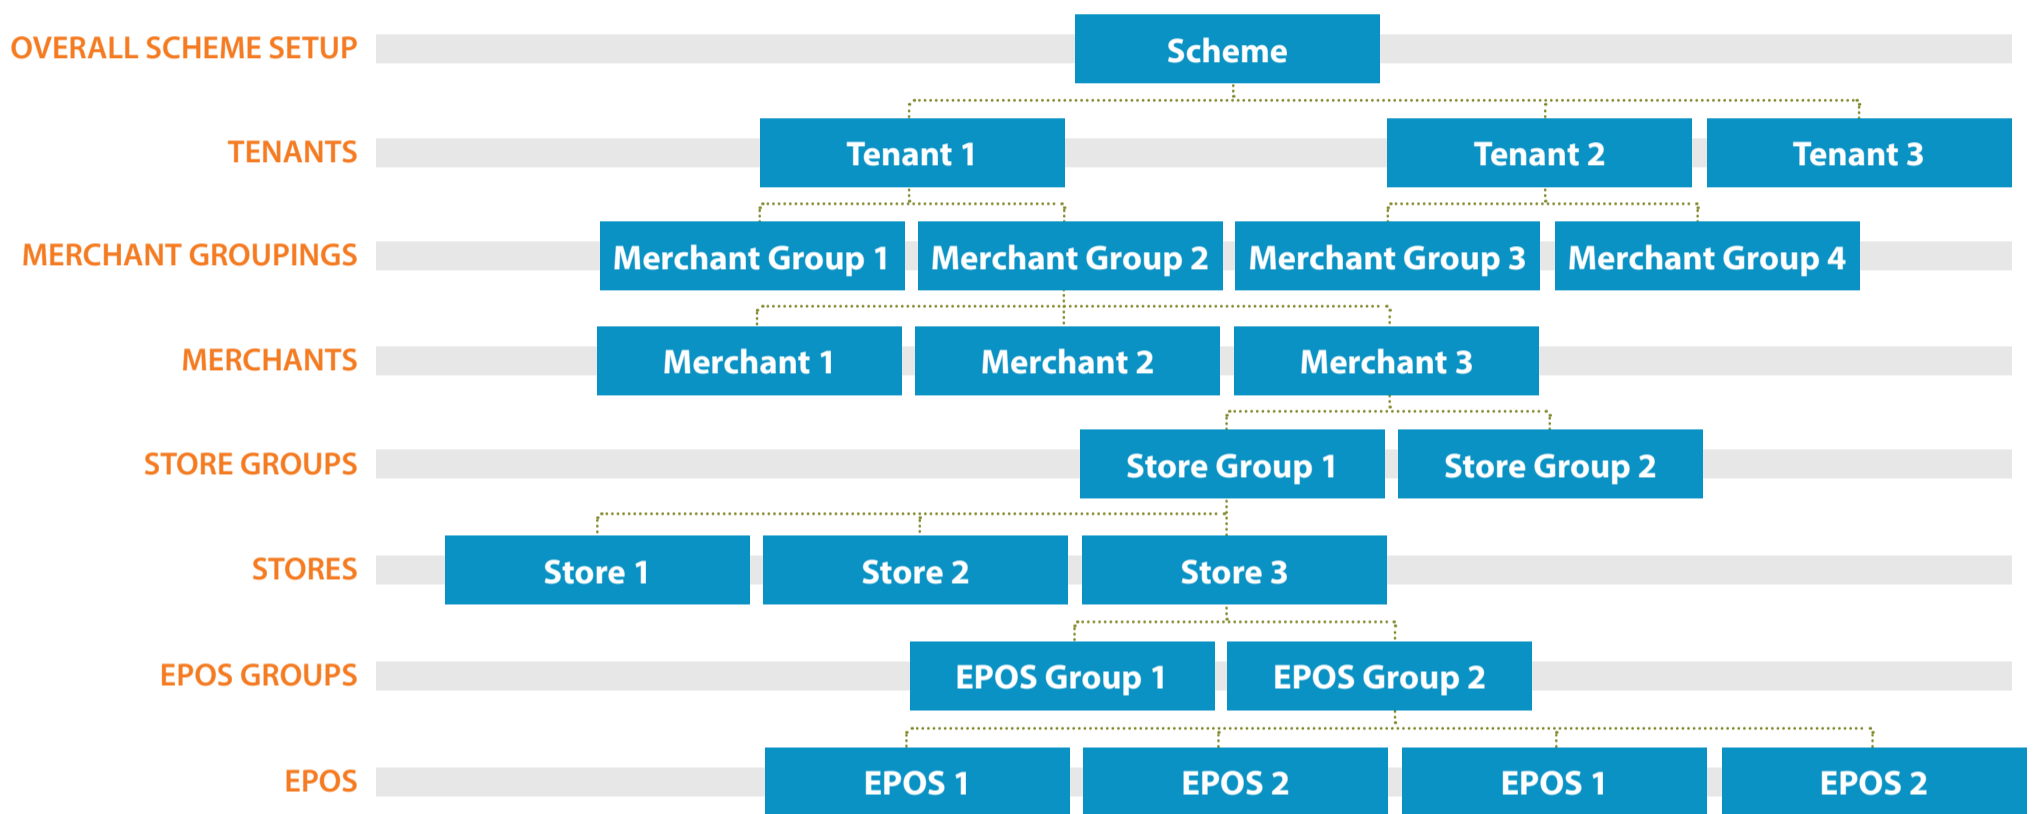 OVERALL SCHEME SETUP
Scheme
TENANTS
Tenant 1
Tenant 2
Tenant 3
MERCHANT GROUPINGS
Merchant Group 1
Merchant Group 2
Merchant Group 3
Merchant Group 4
MERCHANTS
Merchant 1
Merchant 2
Merchant 3
STORE GROUPS
Store Group 1
Store Group 2
STORES
Store 1
Store 2
Store 3
EPOS GROUPS
EPOS Group 1
EPOS Group 2
EPOS
EPOS 1
EPOS 2
EPOS 1
EPOS 2